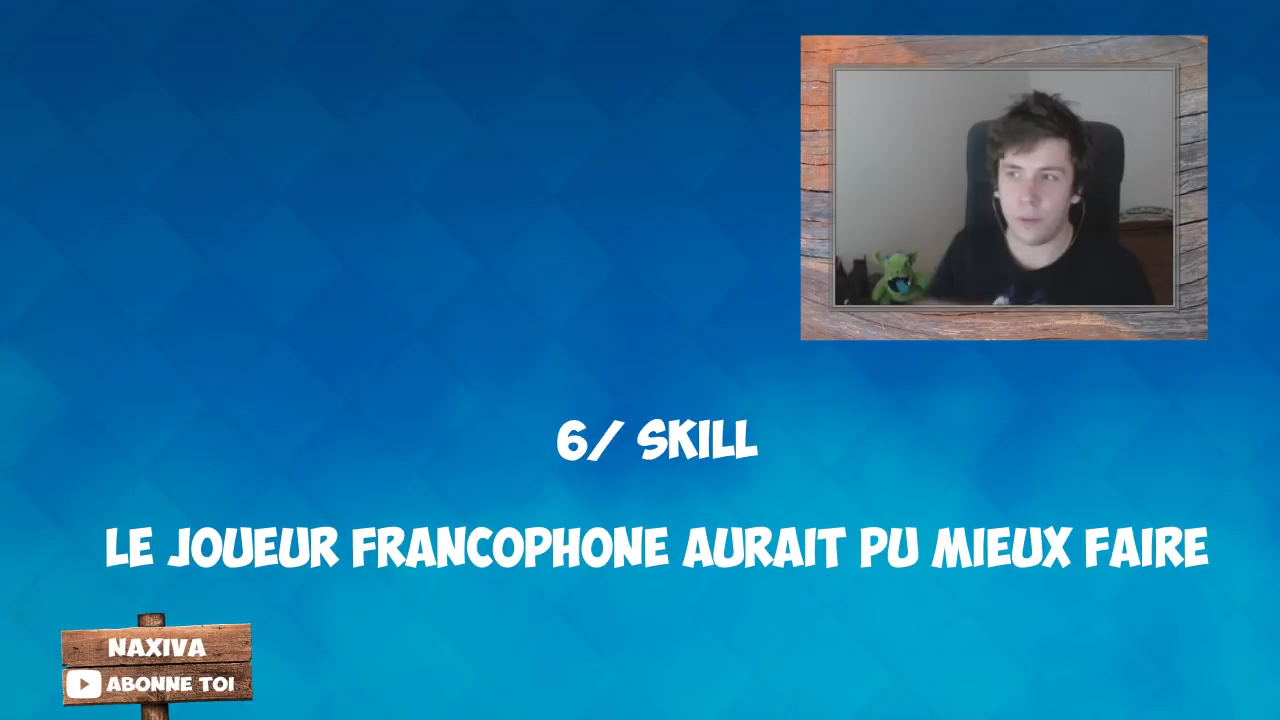 6/ SKILL
LE JOUEUR FRANCOPHONE AURAIT PU MIEUX FAIRE
NAXIVA
ABONNE TOI